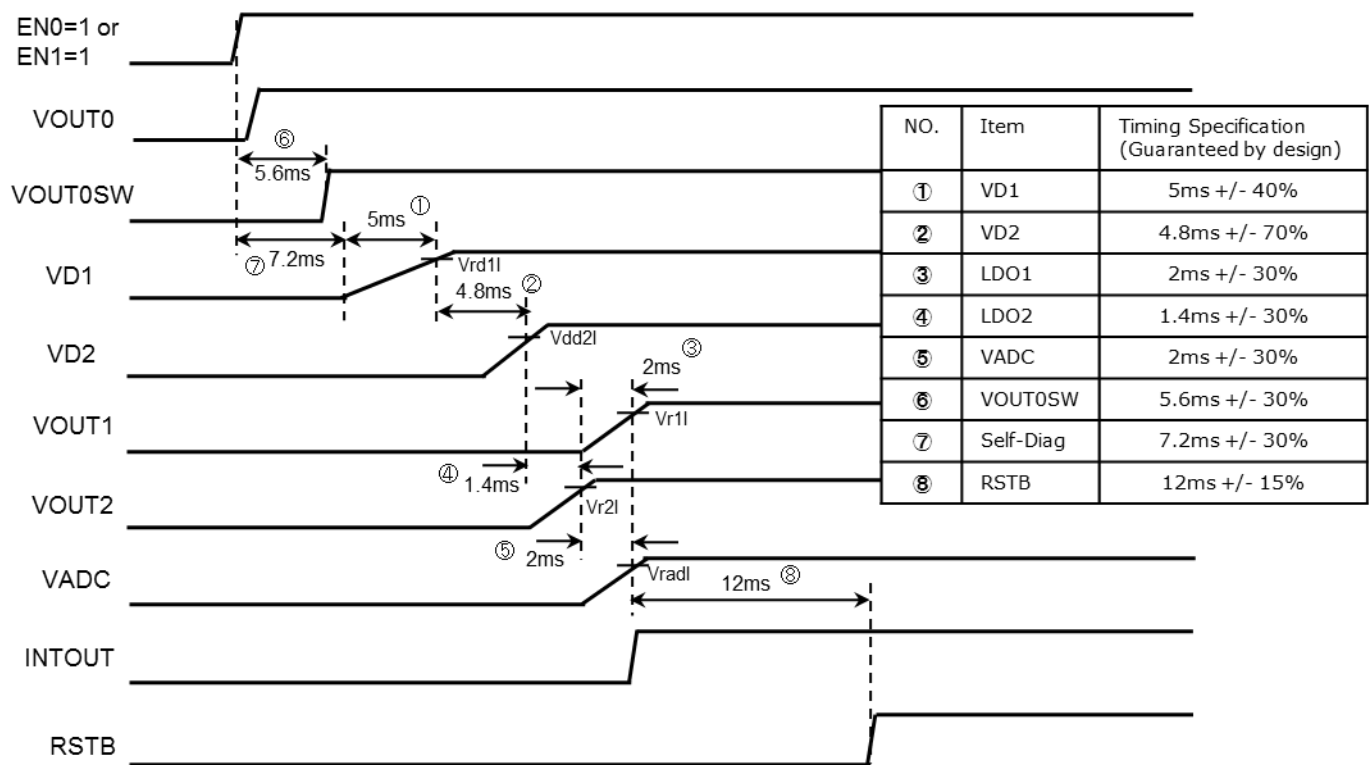 EN0=1 or
EN1=1
VOUT0
⑥
5.6ms
VOUT0SW
5ms ①
⑦ 7.2ms
VD1
Vrd1l
4.8ms ②
VD2
Vdd2l
2ms ③
VOUT1
Vr1l
④ 1.4ms
VOUT2
Vr2l
⑤ 2ms
VADC
Vradl
12ms ⑧
INTOUT
RSTB
NO. Item Timing Specification
(Guaranteed by design)
① VD1 5ms +/- 40%
② VD2 4.8ms +/- 70%
③ LDO1 2ms +/- 30%
④ LDO2 1.4ms +/- 30%
⑤ VADC 2ms +/- 30%
⑥ VOUT0SW 5.6ms +/- 30%
⑦ Self-Diag 7.2ms +/- 30%
⑧ RSTB 12ms +/- 15%